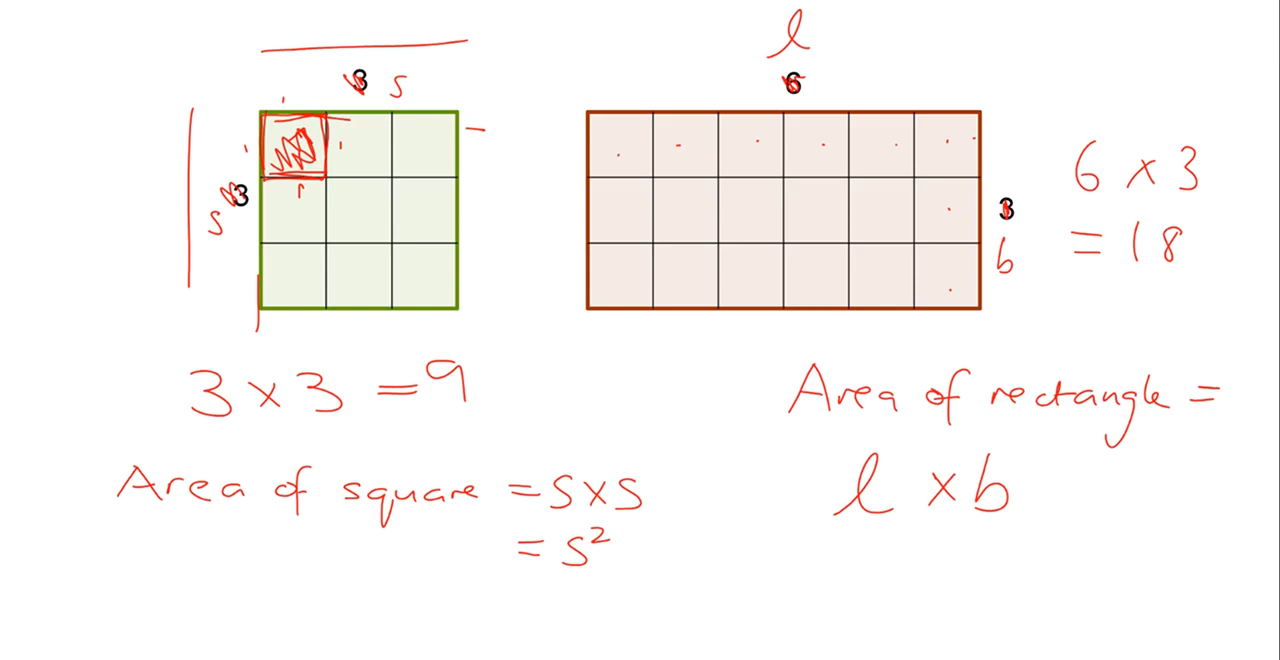 l
3 s
6
s 3
3
b
6 x 3
= 18
3 x 3 = 9
Area of rectangle =
l x b
Area of square = s x s
= s²